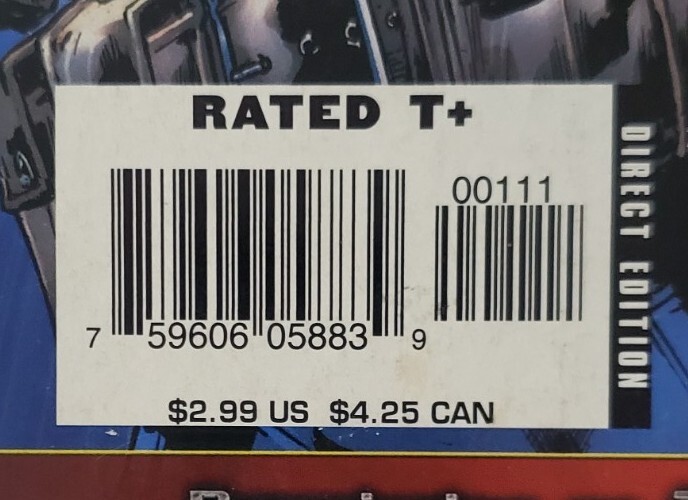 RATED T+
00111
7 59606 05883 9
$2.99 US $4.25 CAN
DIRECT EDITION